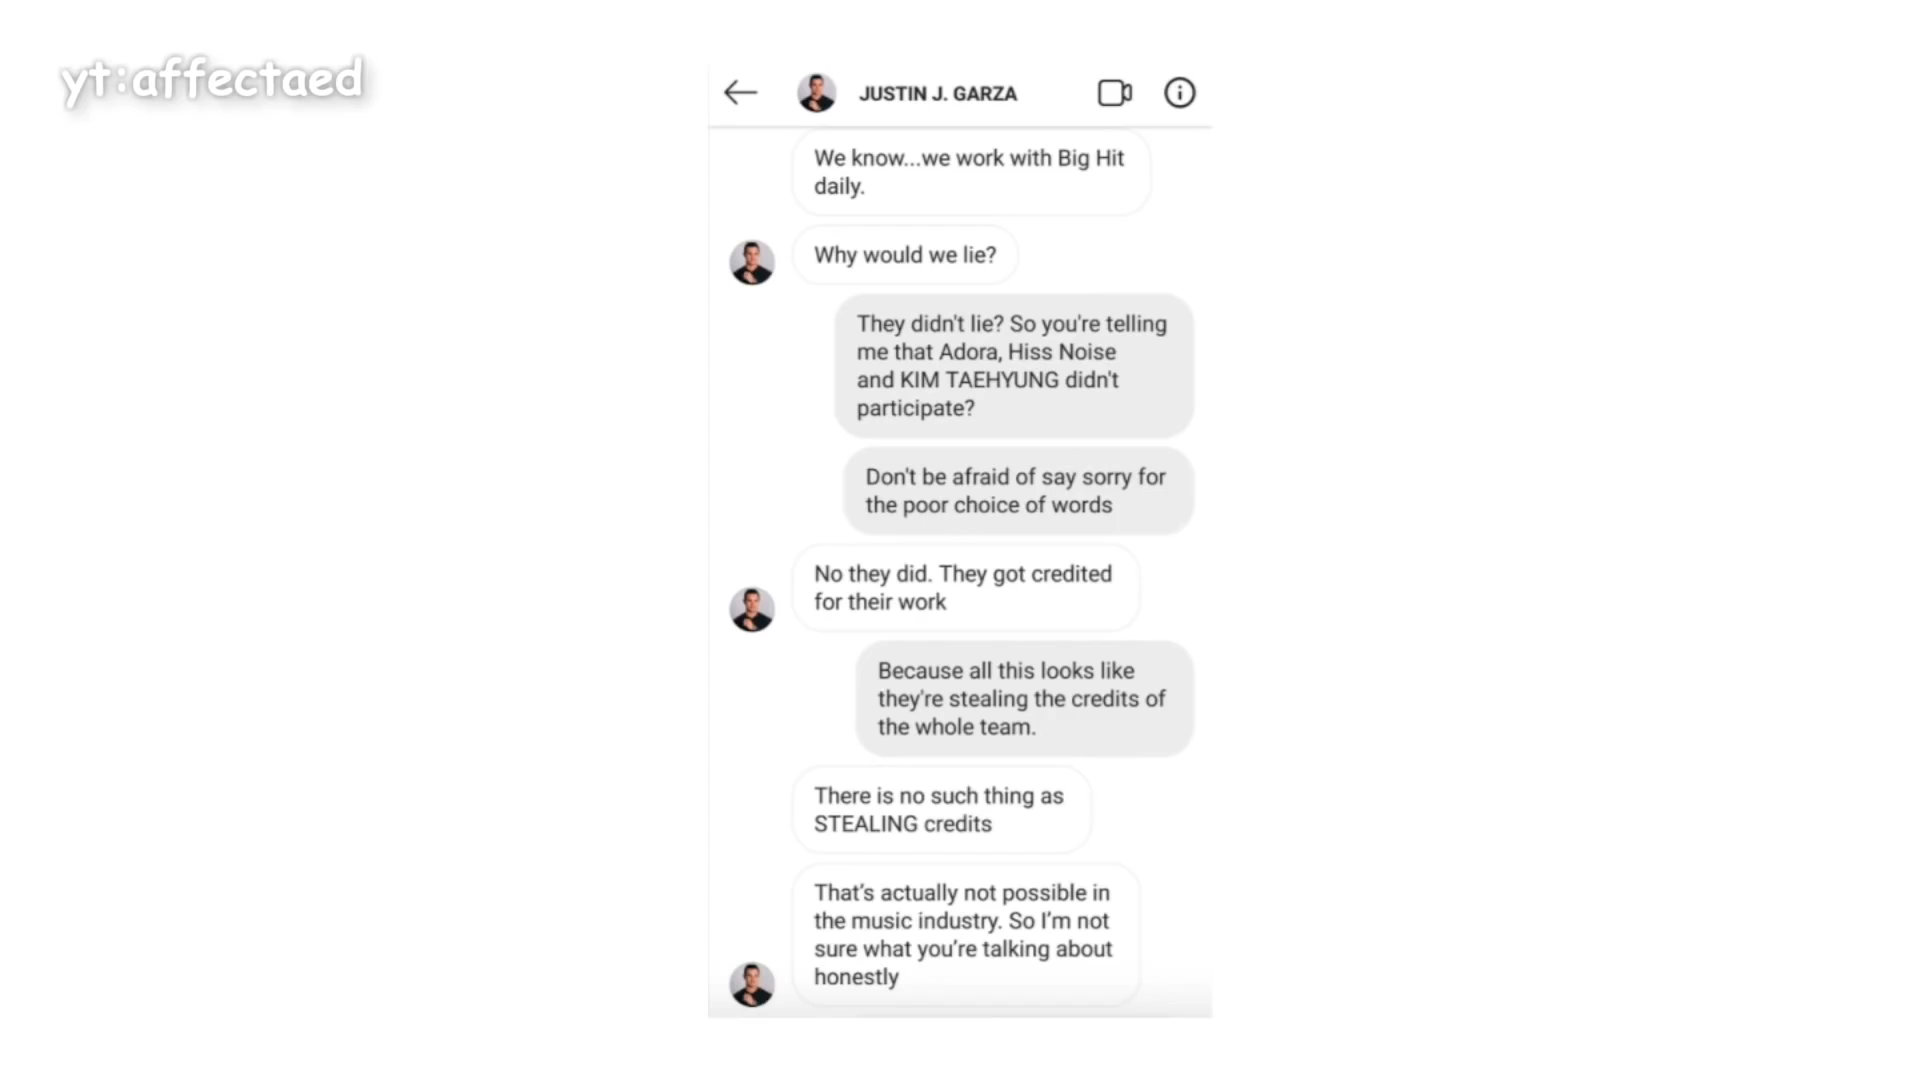 yt:affectaed
JUSTIN J. GARZA
We know...we work with Big Hit
daily.
Why would we lie?
They didn't lie? So you're telling
me that Adora, Hiss Noise
and KIM TAEHYUNG didn't
participate?
Don't be afraid of say sorry for
the poor choice of words
No they did. They got credited
for their work
Because all this looks like
they're stealing the credits of
the whole team.
There is no such thing as
STEALING credits
That’s actually not possible in
the music industry. So I’m not
sure what you’re talking about
honestly